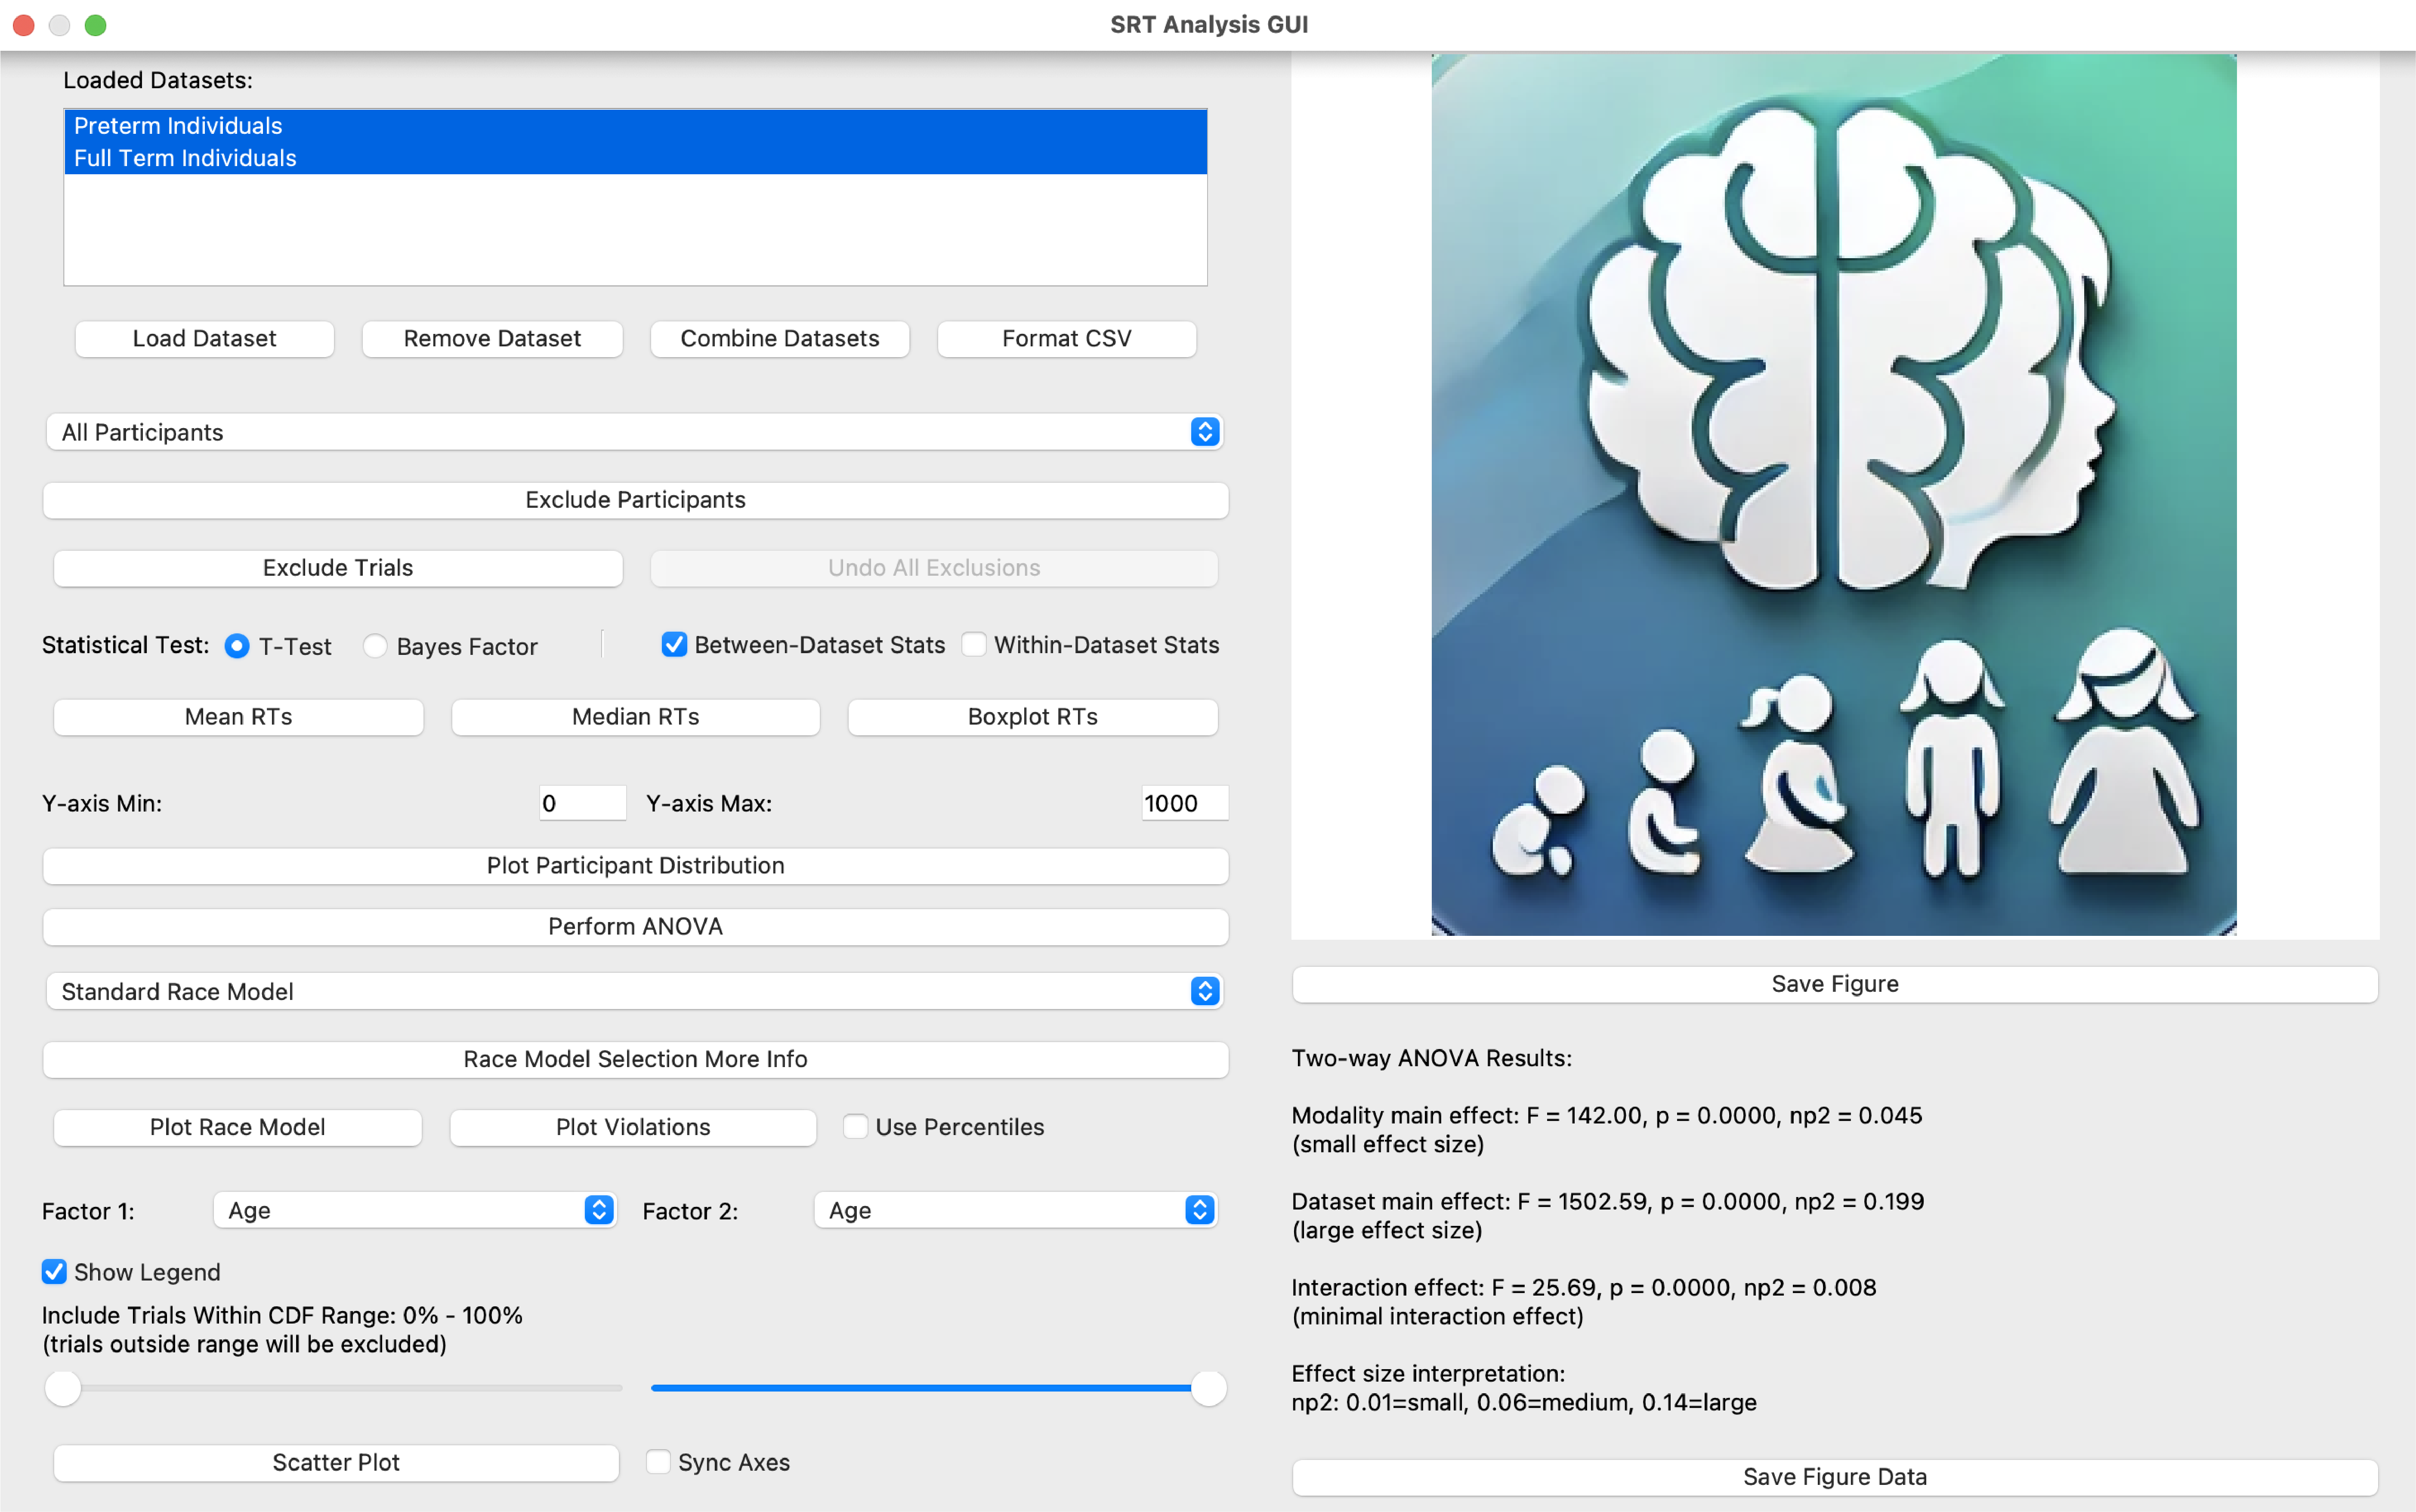 SRT Analysis GUI
Loaded Datasets:
Preterm Individuals
Full Term Individuals
Load Dataset
Remove Dataset
Combine Datasets
Format CSV
All Participants
Exclude Participants
Exclude Trials
Undo All Exclusions
Statistical Test:
T-Test
Bayes Factor
Between-Dataset Stats
Within-Dataset Stats
Mean RTs
Median RTs
Boxplot RTs
Y-axis Min:
0
Y-axis Max:
1000
Plot Participant Distribution
Perform ANOVA
Standard Race Model
Race Model Selection More Info
Plot Race Model
Plot Violations
Use Percentiles
Factor 1:
Age
Factor 2:
Age
Show Legend
Include Trials Within CDF Range: 0% - 100%
(trials outside range will be excluded)
Scatter Plot
Sync Axes
Save Figure
Two-way ANOVA Results:
Modality main effect: F = 142.00, p = 0.0000, np2 = 0.045
(small effect size)
Dataset main effect: F = 1502.59, p = 0.0000, np2 = 0.199
(large effect size)
Interaction effect: F = 25.69, p = 0.0000, np2 = 0.008
(minimal interaction effect)
Effect size interpretation:
np2: 0.01=small, 0.06=medium, 0.14=large
Save Figure Data